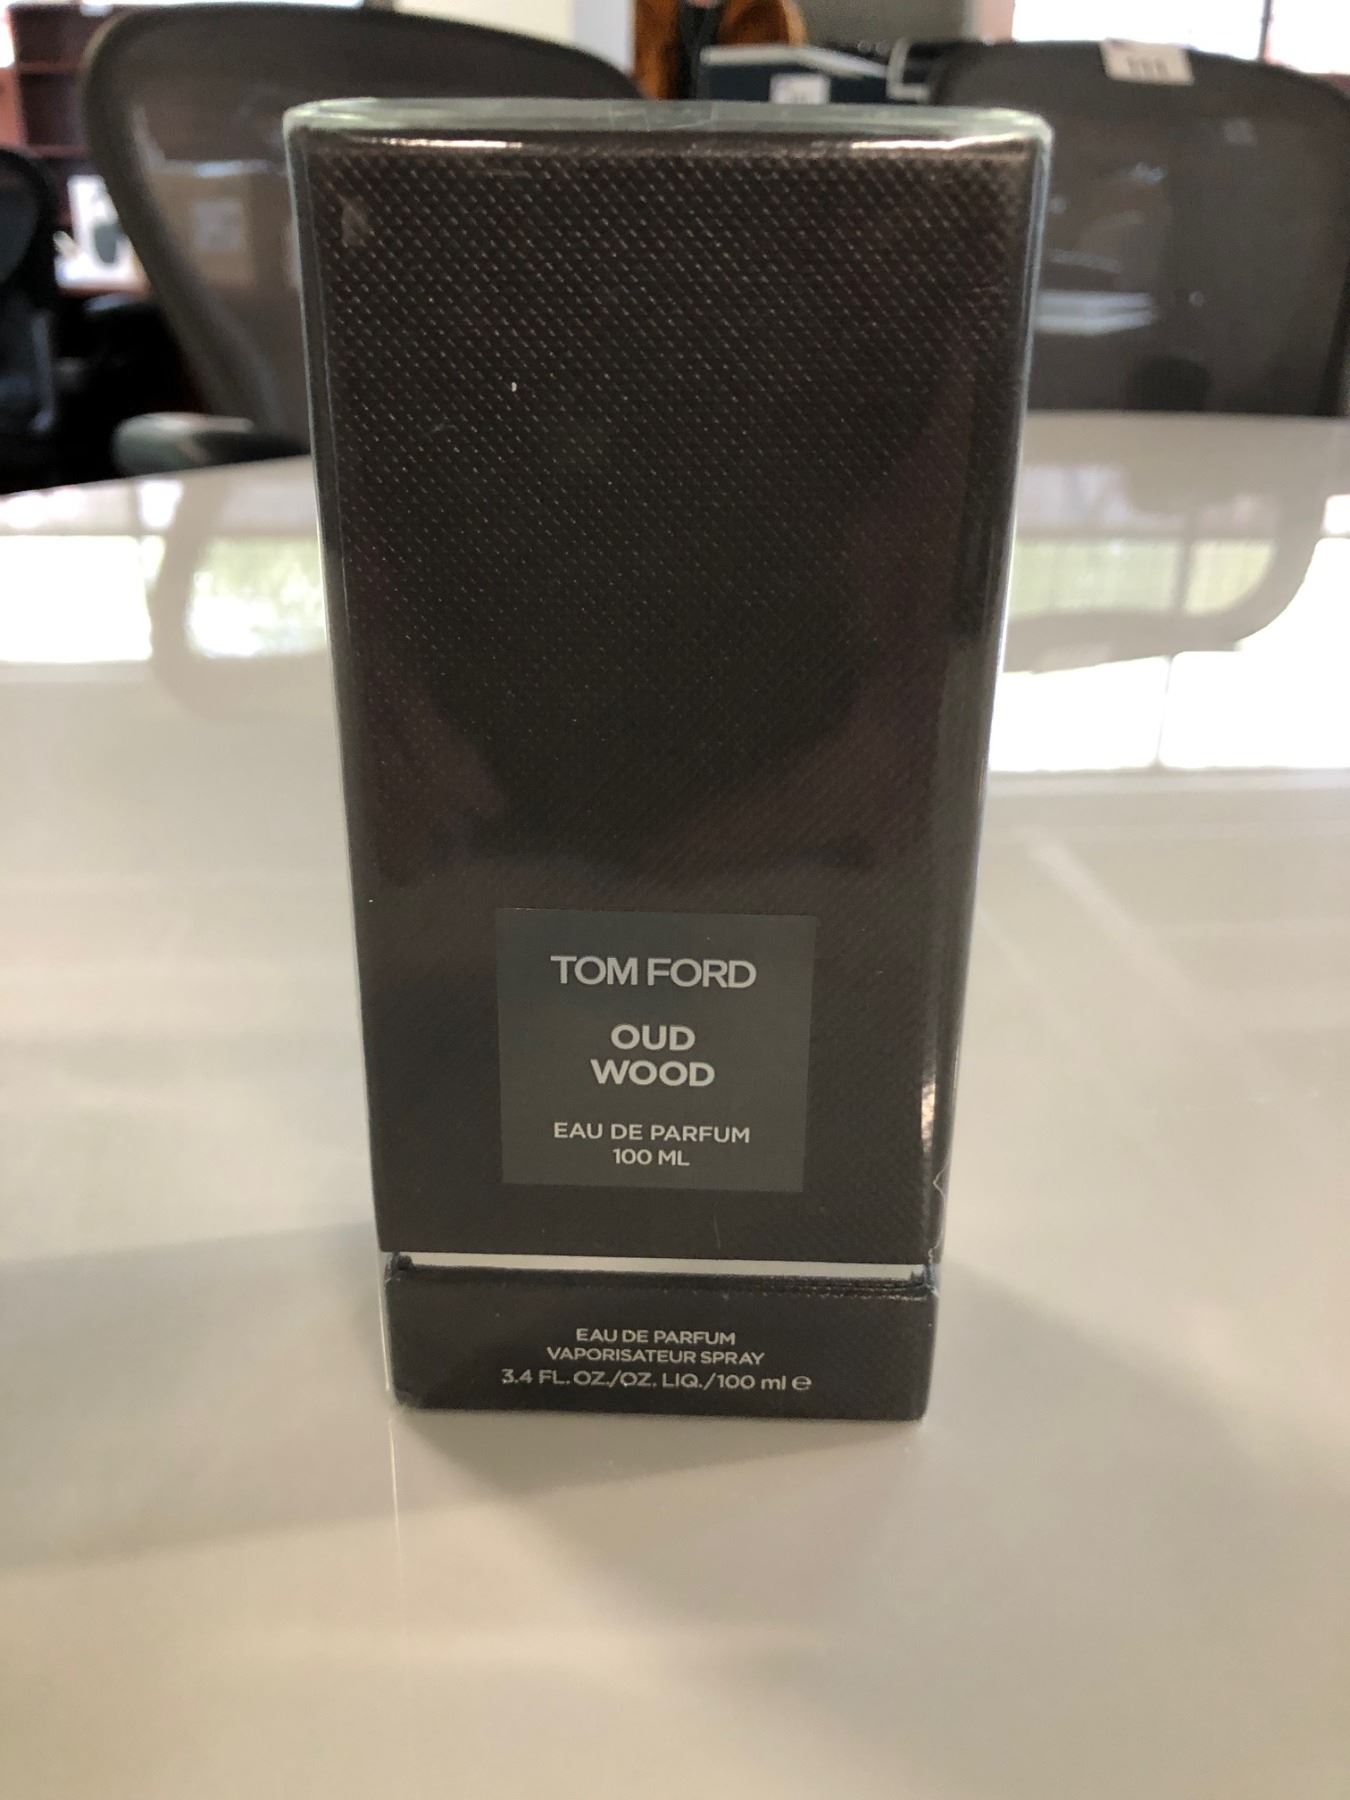 TOM FORD
OUD
WOOD
EAU DE PARFUM
100 ML
EAU DE PARFUM
VAPORISATEUR SPRAY
3.4 FL.OZ./OZ. LIQ./100 ml ℮